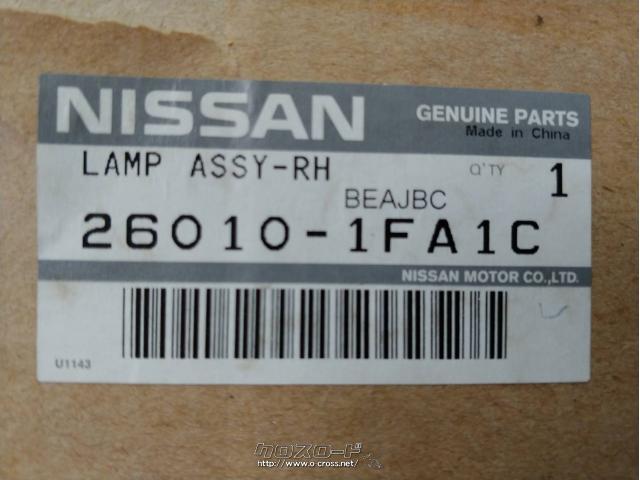 NISSAN
GENUINE PARTS
Made in China
LAMP ASSY-RH
Q'TY 1
BEAJBC
26010-1FA1C
NISSAN MOTOR CO.,LTD.
U1143
クロスロード
http://www.o-cross.net/